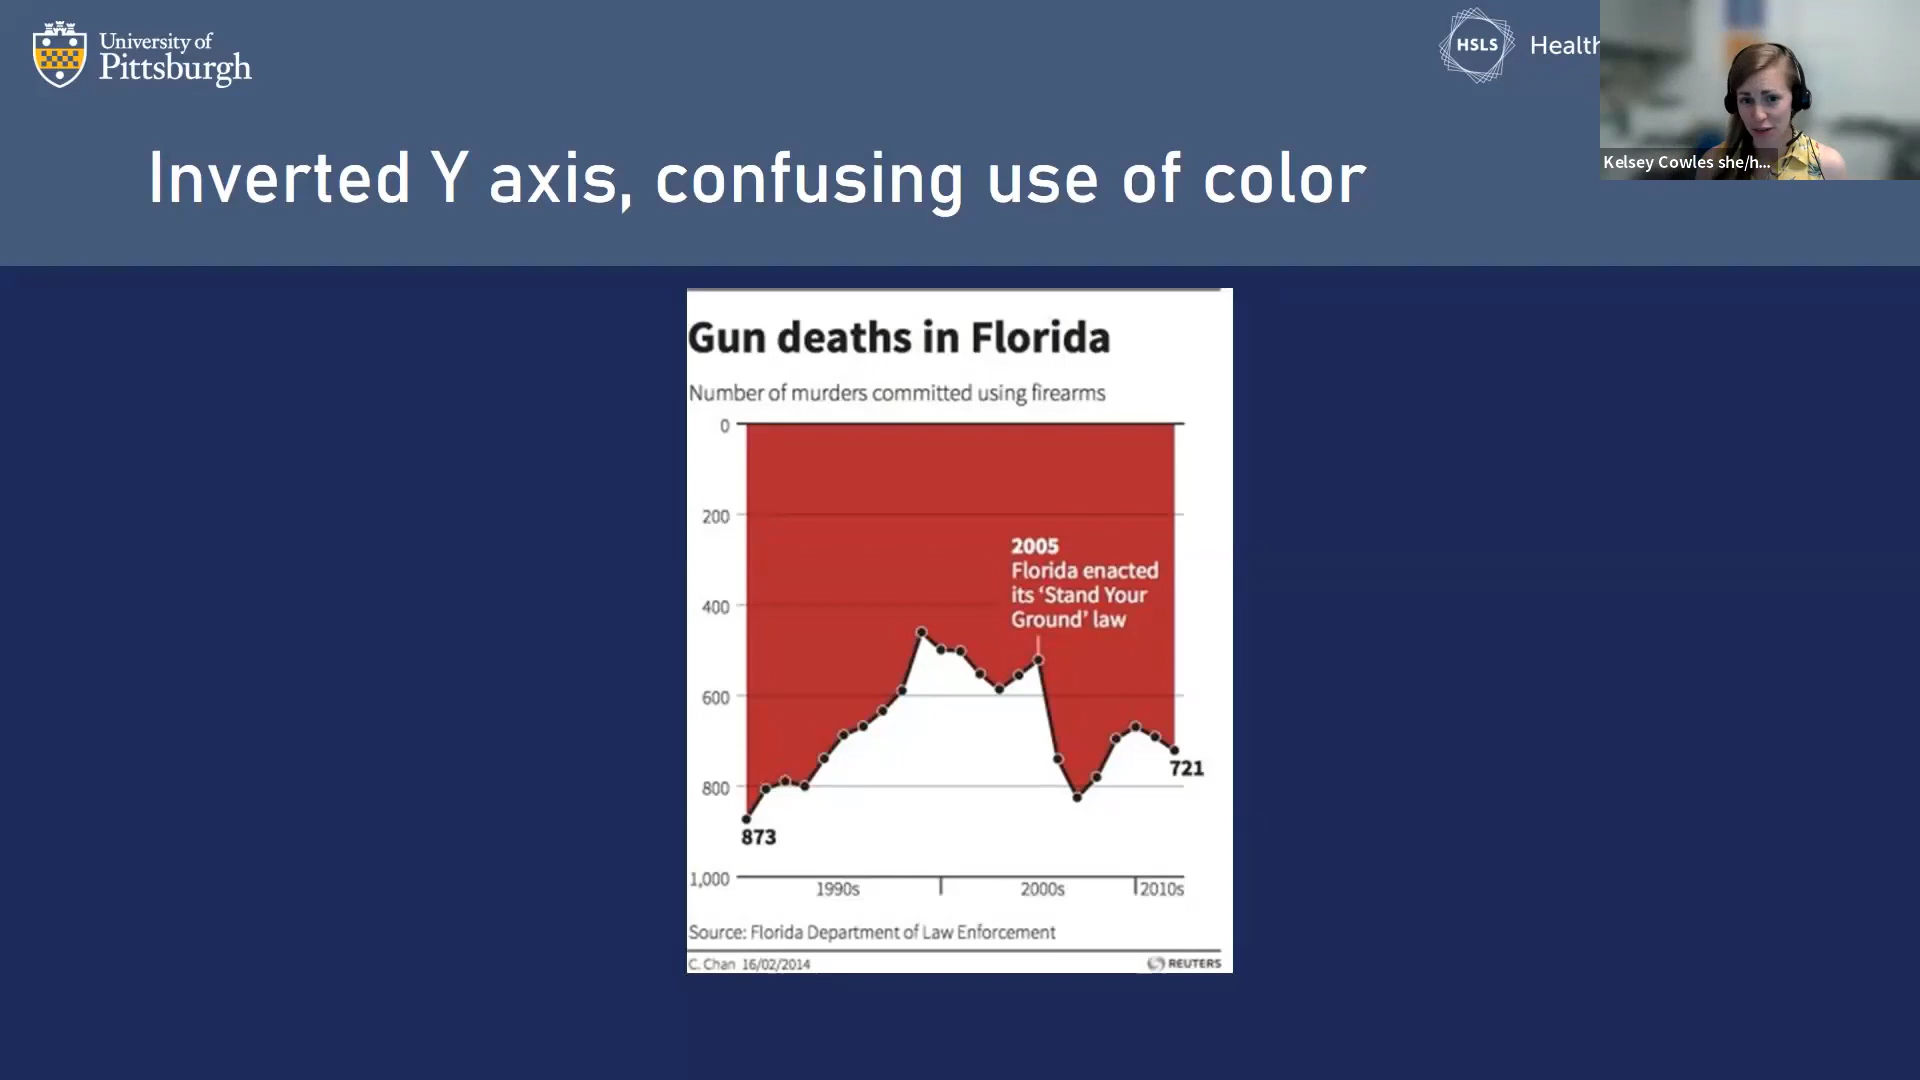 University of
Pittsburgh
HSLS
Health
Kelsey Cowles she/h...
Inverted Y axis, confusing use of color
Gun deaths in Florida
Number of murders committed using firearms
0
200
2005
Florida enacted
its ‘Stand Your
Ground’ law
400
600
721
800
873
1,000
1990s 2000s 2010s
Source: Florida Department of Law Enforcement
C. Chan 16/02/2014
REUTERS